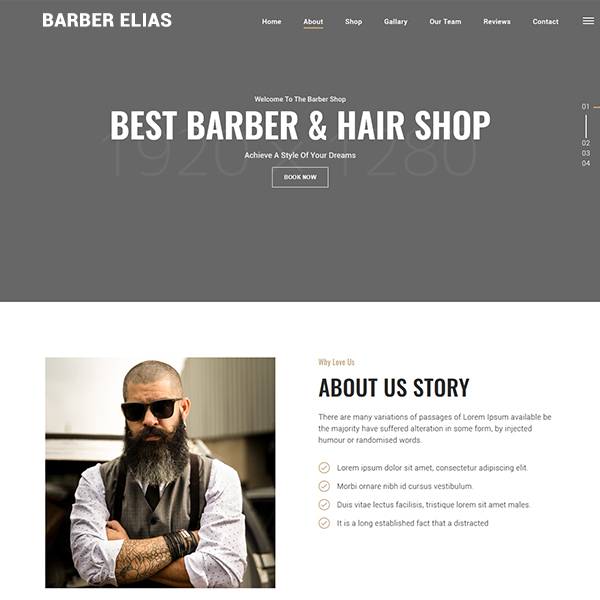 BARBER ELIAS
Home About Shop Gallary Our Team Reviews Contact
01
02
03
04
Welcome To The Barber Shop
BEST BARBER & HAIR SHOP
1920 x 1280
Achieve A Style Of Your Dreams
BOOK NOW
Why Love Us
ABOUT US STORY
There are many variations of passages of Lorem Ipsum available be
the majority have suffered alteration in some form, by injected
humour or randomised words.
Lorem ipsum dolor sit amet, consectetur adipiscing elit.
Morbi ornare nibh id cursus vestibulum.
Duis vitae lectus facilisis, tristique lorem sit amet males.
It is a long established fact that a distracted